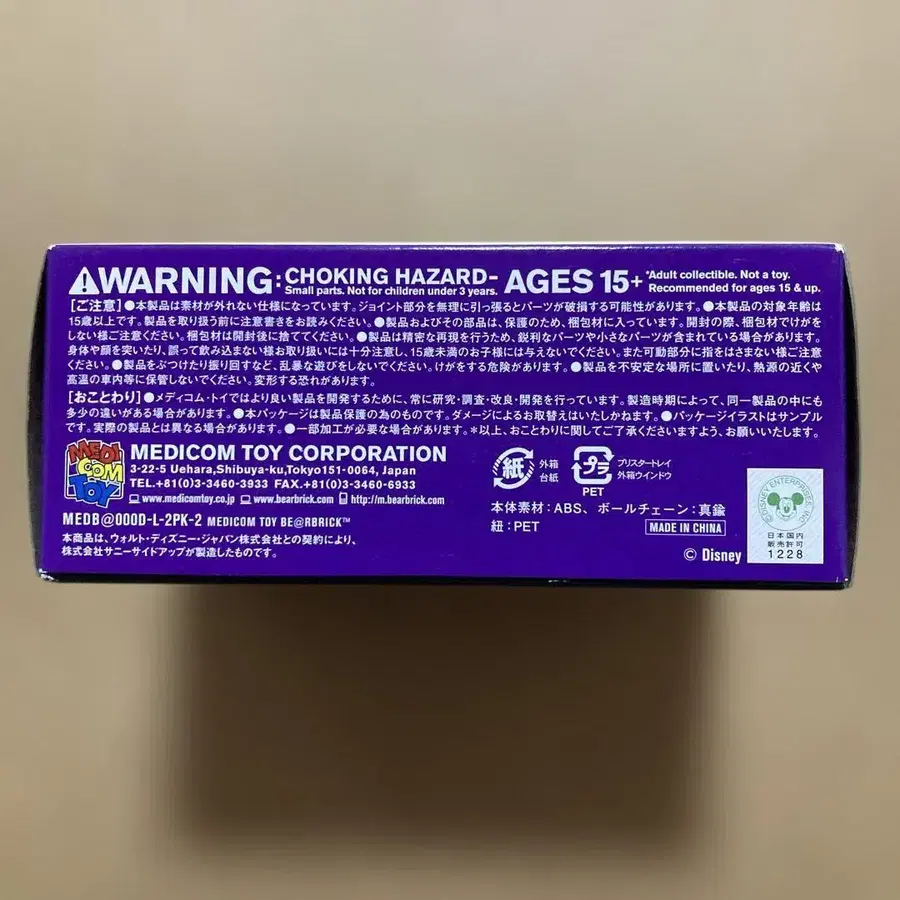 WARNING: CHOKING HAZARD- AGES 15+ *Adult collectible. Not a toy.
Small parts. Not for children under 3 years. Recommended for ages 15 & up.
[ご注意]●本製品は素材が外れない仕様になっています。ジョイント部分を無理に引っ張るとパーツが破損する可能性があります。●本製品の対象年齢は
15歳以上です。製品を取り扱う前に注意書きをお読みください。●製品およびその部品は、保護のため、梱包材に入っています。開封の際、梱包材でけがを
しない様ご注意ください。梱包材は開封後に捨ててください。●製品は精密な再現を行うため、鋭利なパーツや小さなパーツが含まれている場合があります。
身体や顔を突いたり、誤って飲み込まない様お取り扱いには十分注意し、15歳未満のお子様には与えないでください。また可動部分に指をはさまない様ご注意
ください。●製品をぶつけたり振り回すなど、乱暴な遊びをしないでください。けがをする危険があります。●製品を不安定な場所に置いたり、熱源の近くや
高温の車内等に保管しないでください。変形する恐れがあります。
[おことわり]●メディコム・トイではより良い製品を開発するために、常に研究・調査・改良・開発を行っています。製造時期によって、同一製品の中にも
多少の違いがある場合があります。●本パッケージは製品保護の為のものです。ダメージによるお取替えはいたしかねます。●パッケージイラストはサンプル
です。実際の製品とは異なる場合があります。●一部加工が必要な場合があります。*以上、おことわりに関してご了承くださいますよう、お願いいたします。
MEDI
COM
TOY
MEDICOM TOY CORPORATION
3-22-5 Uehara,Shibuya-ku,Tokyo151-0064, Japan
TEL.+81(0)3-3460-3933 FAX.+81(0)3-3460-6933
www.medicomtoy.co.jp www.bearbrick.com http://m.bearbrick.com
MEDB@000D-L-2PK-2 MEDICOM TOY BE@RBRICK™
本商品は、ウォルト・ディズニー・ジャパン株式会社との契約により、
株式会社サニーサイドアップが製造したものです。
紙 外箱
台紙
プラ ブリスタートレイ
外箱ウインドウ
PET
本体素材:ABS、ボールチェーン:真鍮
紐:PET
MADE IN CHINA
© Disney
©DISNEY ENTERPRISES, INC.
日本国内
販売許可
1228